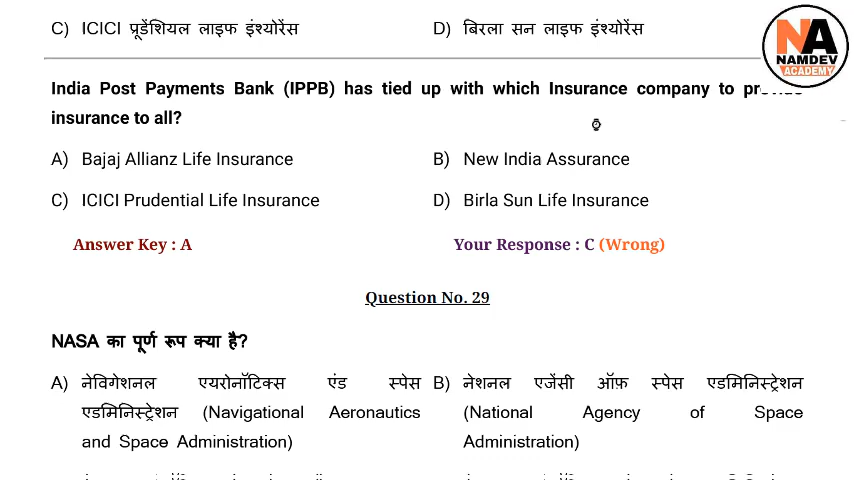 C) ICICI प्रूडेंशियल लाइफ इंश्योरेंस D) बिरला सन लाइफ इंश्योरेंस
NA
NAMDEV
ACADEMY
India Post Payments Bank (IPPB) has tied up with which Insurance company to
insurance to all?
A) Bajaj Allianz Life Insurance B) New India Assurance
C) ICICI Prudential Life Insurance D) Birla Sun Life Insurance
Answer Key : A Your Response : C (Wrong)
Question No. 29
NASA का पूर्ण रूप क्या है?
A) नेविगेशनल एयरोनॉटिक्स एंड स्पेस B) नेशनल एजेंसी ऑफ़ स्पेस एडमिनिस्ट्रेशन
एडमिनिस्ट्रेशन (Navigational Aeronautics (National Agency of Space
and Space Administration) Administration)